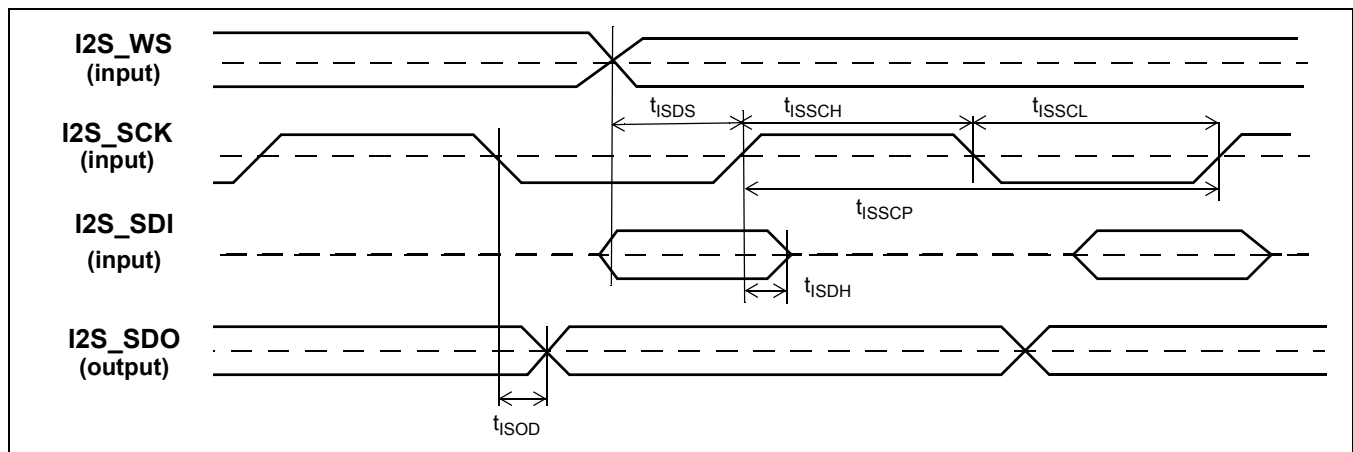 I2S_WS
(input)
tISDS
tISSCH
tISSCL
I2S_SCK
(input)
tISSCP
I2S_SDI
(input)
tISDH
I2S_SDO
(output)
tISOD